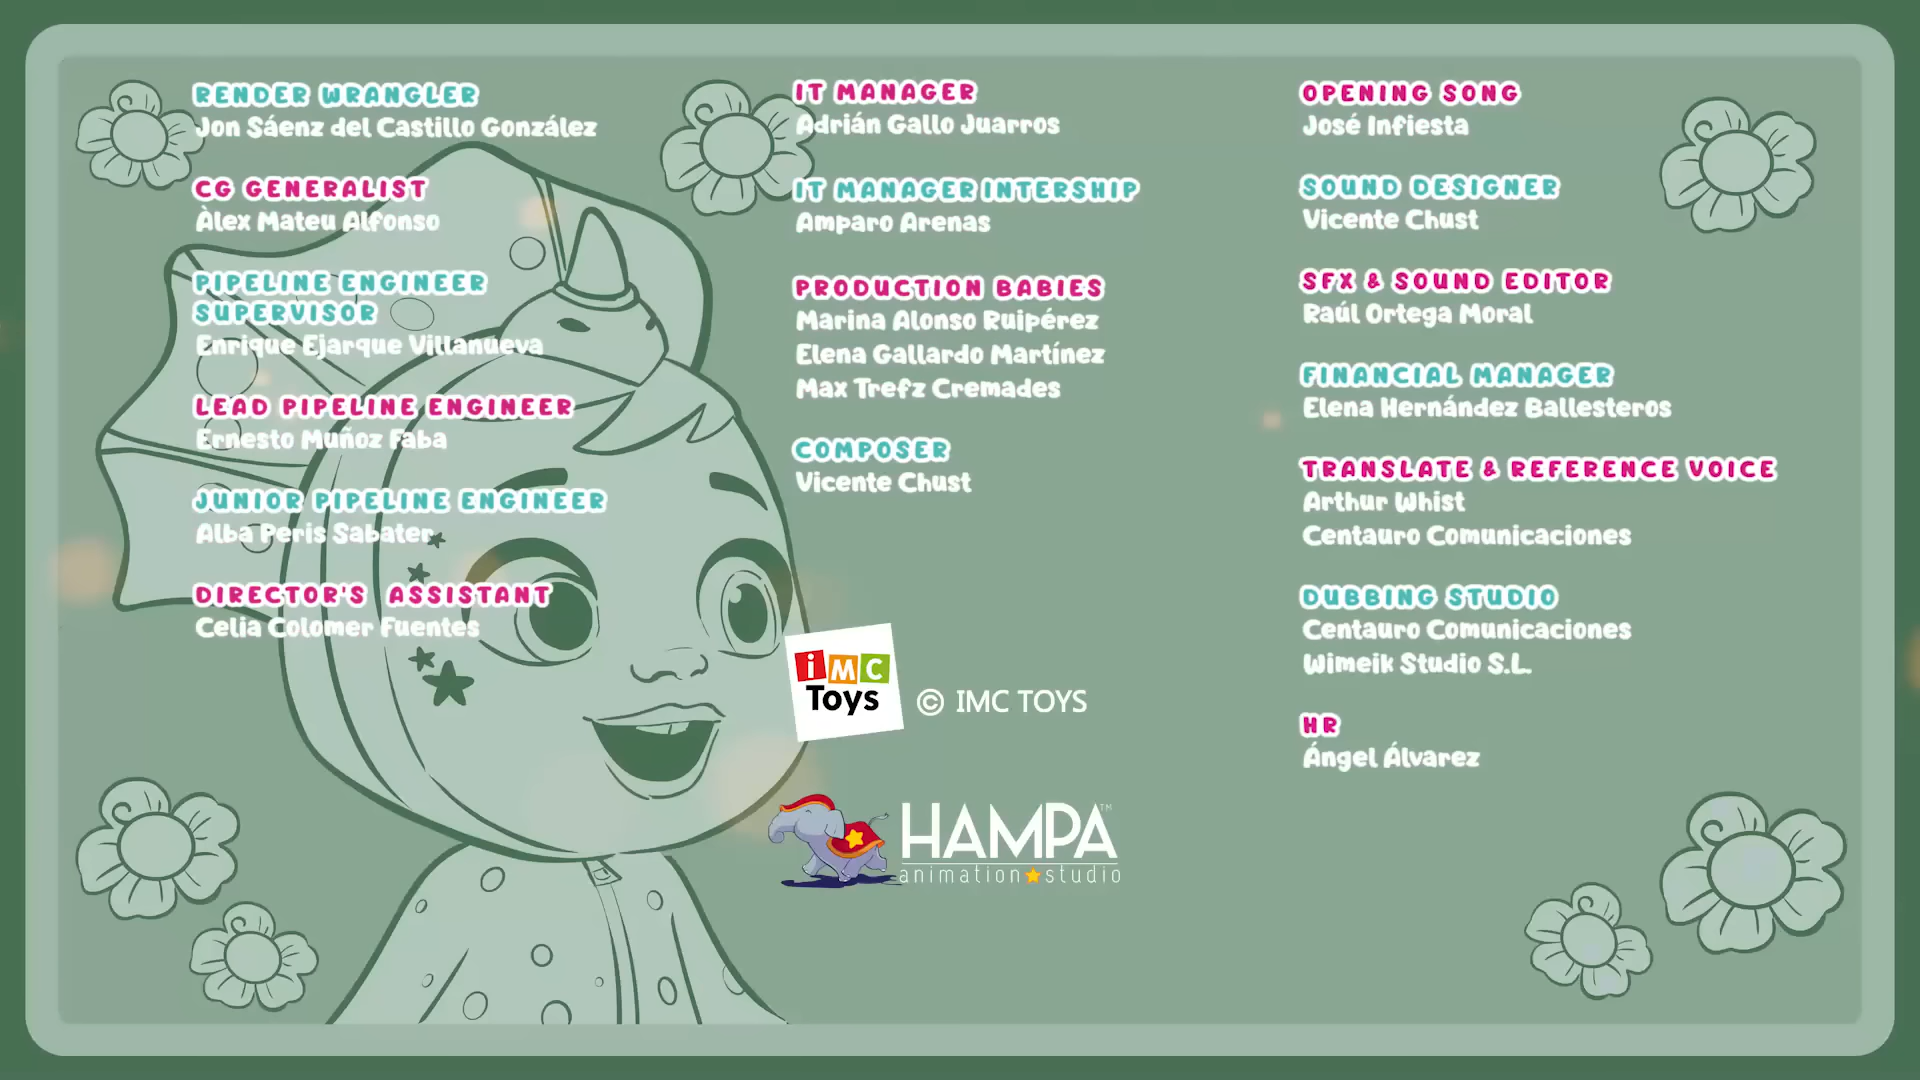 RENDER WRANGLER
Jon Sáenz del Castillo González
CG GENERALIST
Àlex Mateu Alfonso
PIPELINE ENGINEER
SUPERVISOR
Enrique Ejarque Villanueva
LEAD PIPELINE ENGINEER
Ernesto Muñoz Faba
JUNIOR PIPELINE ENGINEER
Alba Peris Sabater
DIRECTOR'S ASSISTANT
Celia Colomer Fuentes
IT MANAGER
Adrián Gallo Juarros
IT MANAGER INTERSHIP
Amparo Arenas
PRODUCTION BABIES
Marina Alonso Ruipérez
Elena Gallardo Martínez
Max Trefz Cremades
COMPOSER
Vicente Chust
iMC
Toys
© IMC TOYS
HAMPA™
animation studio
OPENING SONG
José Infiesta
SOUND DESIGNER
Vicente Chust
SFX & SOUND EDITOR
Raúl Ortega Moral
FINANCIAL MANAGER
Elena Hernández Ballesteros
TRANSLATE & REFERENCE VOICE
Arthur Whist
Centauro Comunicaciones
DUBBING STUDIO
Centauro Comunicaciones
Wimeik Studio S.L.
HR
Ángel Álvarez